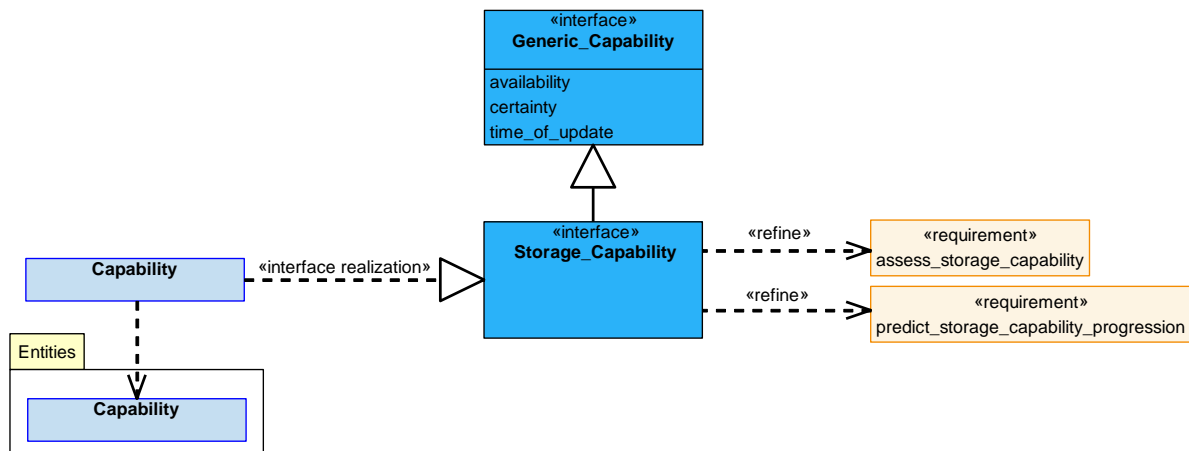 «interface»
Generic_Capability
availability
certainty
time_of_update
«interface»
Storage_Capability
«refine»
«requirement»
assess_storage_capability
«refine»
«requirement»
predict_storage_capability_progression
Capability
«interface realization»
Entities
Capability